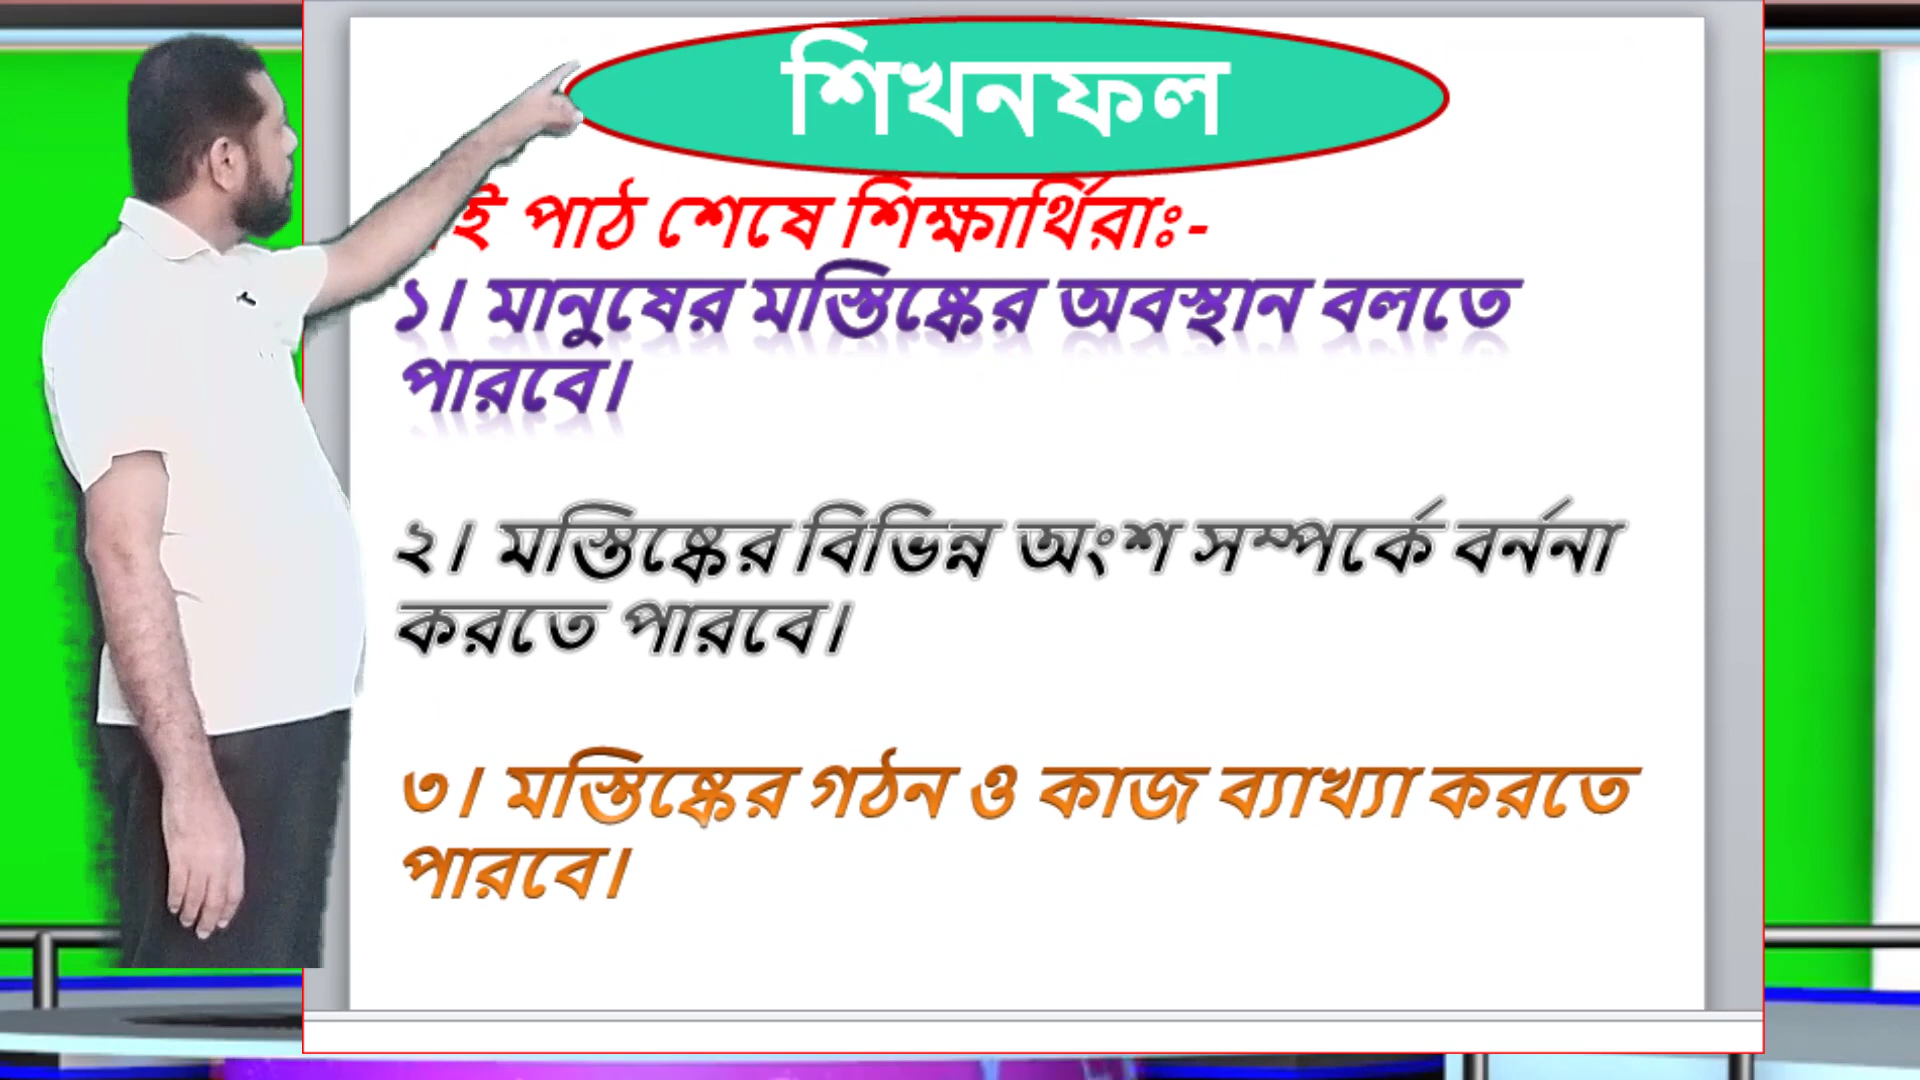 শিখনফল
ই পাঠ শেষে শিক্ষার্থিরাঃ-
১। মানুষের মস্তিষ্কের অবস্থান বলতে
পারবে।
২। মস্তিষ্কের বিভিন্ন অংশ সম্পর্কে বর্ননা
করতে পারবে।
৩। মস্তিষ্কের গঠন ও কাজ ব্যাখ্যা করতে
পারবে।